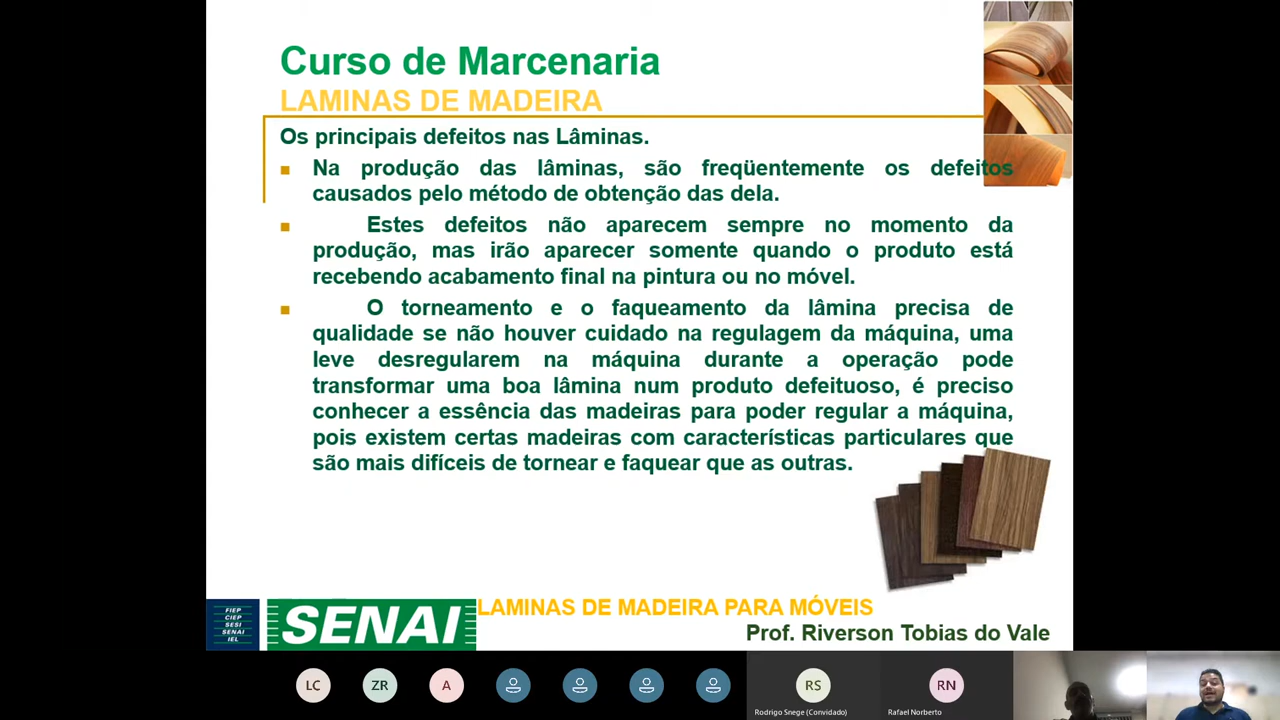 Curso de Marcenaria
LAMINAS DE MADEIRA
Os principais defeitos nas Lâminas.
Na produção das lâminas, são freqüentemente os defeitos
causados pelo método de obtenção das dela.
Estes defeitos não aparecem sempre no momento da
produção, mas irão aparecer somente quando o produto está
recebendo acabamento final na pintura ou no móvel.
O torneamento e o faqueamento da lâmina precisa de
qualidade se não houver cuidado na regulagem da máquina, uma
leve desregularem na máquina durante a operação pode
transformar uma boa lâmina num produto defeituoso, é preciso
conhecer a essência das madeiras para poder regular a máquina,
pois existem certas madeiras com características particulares que
são mais difíceis de tornear e faquear que as outras.
FIEP
CIEP
SESI
SENAI
IEL
SENAI
LAMINAS DE MADEIRA PARA MÓVEIS
Prof. Riverson Tobias do Vale
LC
ZR
A
RS
Rodrigo Snege (Convidado)
RN
Rafael Norberto